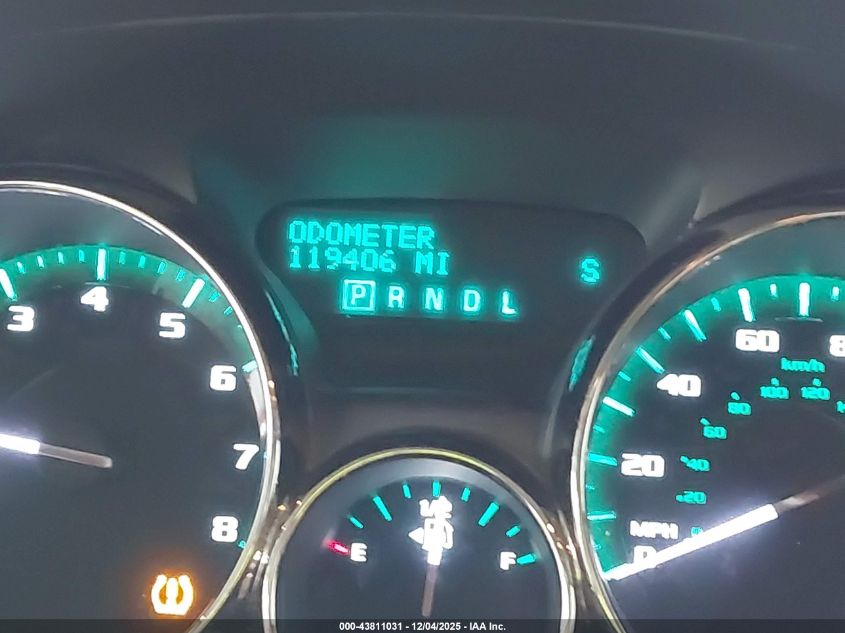 ODOMETER
119406 MI
S
P R N D L
3 4 5 6 7 8
E 1/2 F
MPH
0 20 40 60
km/h
20 40 60 80 100 120
000-43811031 - 12/04/2025 - IAA Inc.